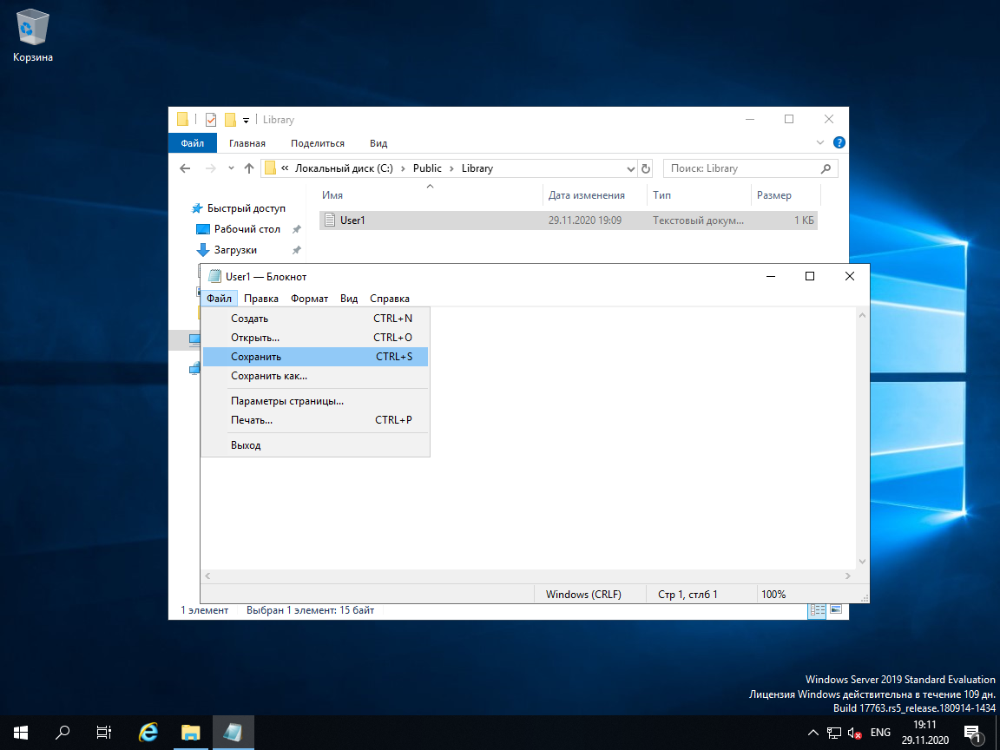 Корзина
Library
Файл Главная Поделиться Вид
« Локальный диск (C:) › Public › Library
Поиск: Library
Имя Дата изменения Тип Размер
User1 29.11.2020 19:09 Текстовый докум... 1 КБ
Быстрый доступ
Рабочий стол
Загрузки
User1 — Блокнот
Файл Правка Формат Вид Справка
Создать CTRL+N
Открыть... CTRL+O
Сохранить CTRL+S
Сохранить как...
Параметры страницы...
Печать... CTRL+P
Выход
Windows (CRLF) Стр 1, стлб 1 100%
1 элемент Выбран 1 элемент: 15 байт
Windows Server 2019 Standard Evaluation
Лицензия Windows действительна в течение 109 дн.
Build 17763.rs5_release.180914-1434
ENG
19:11
29.11.2020
1